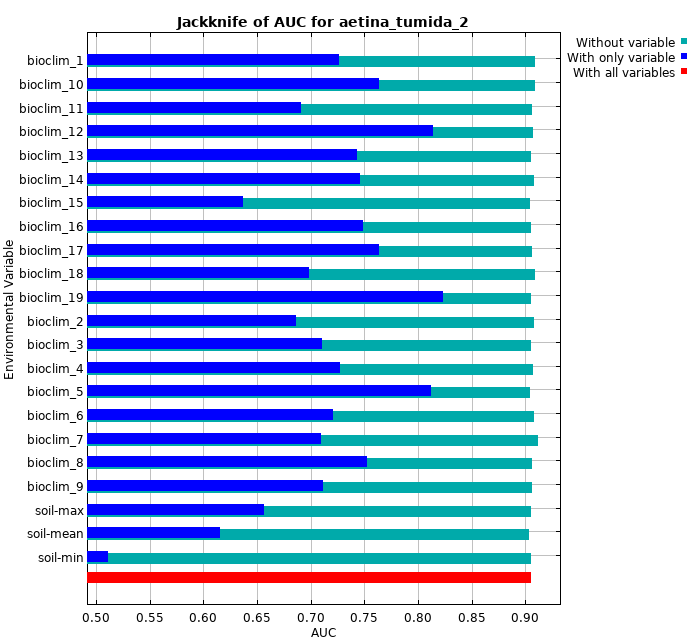 Jackknife of AUC for aetina_tumida_2
Without variable
With only variable
With all variables
Environmental Variable
bioclim_1
bioclim_10
bioclim_11
bioclim_12
bioclim_13
bioclim_14
bioclim_15
bioclim_16
bioclim_17
bioclim_18
bioclim_19
bioclim_2
bioclim_3
bioclim_4
bioclim_5
bioclim_6
bioclim_7
bioclim_8
bioclim_9
soil-max
soil-mean
soil-min
0.50 0.55 0.60 0.65 0.70 0.75 0.80 0.85 0.90
AUC